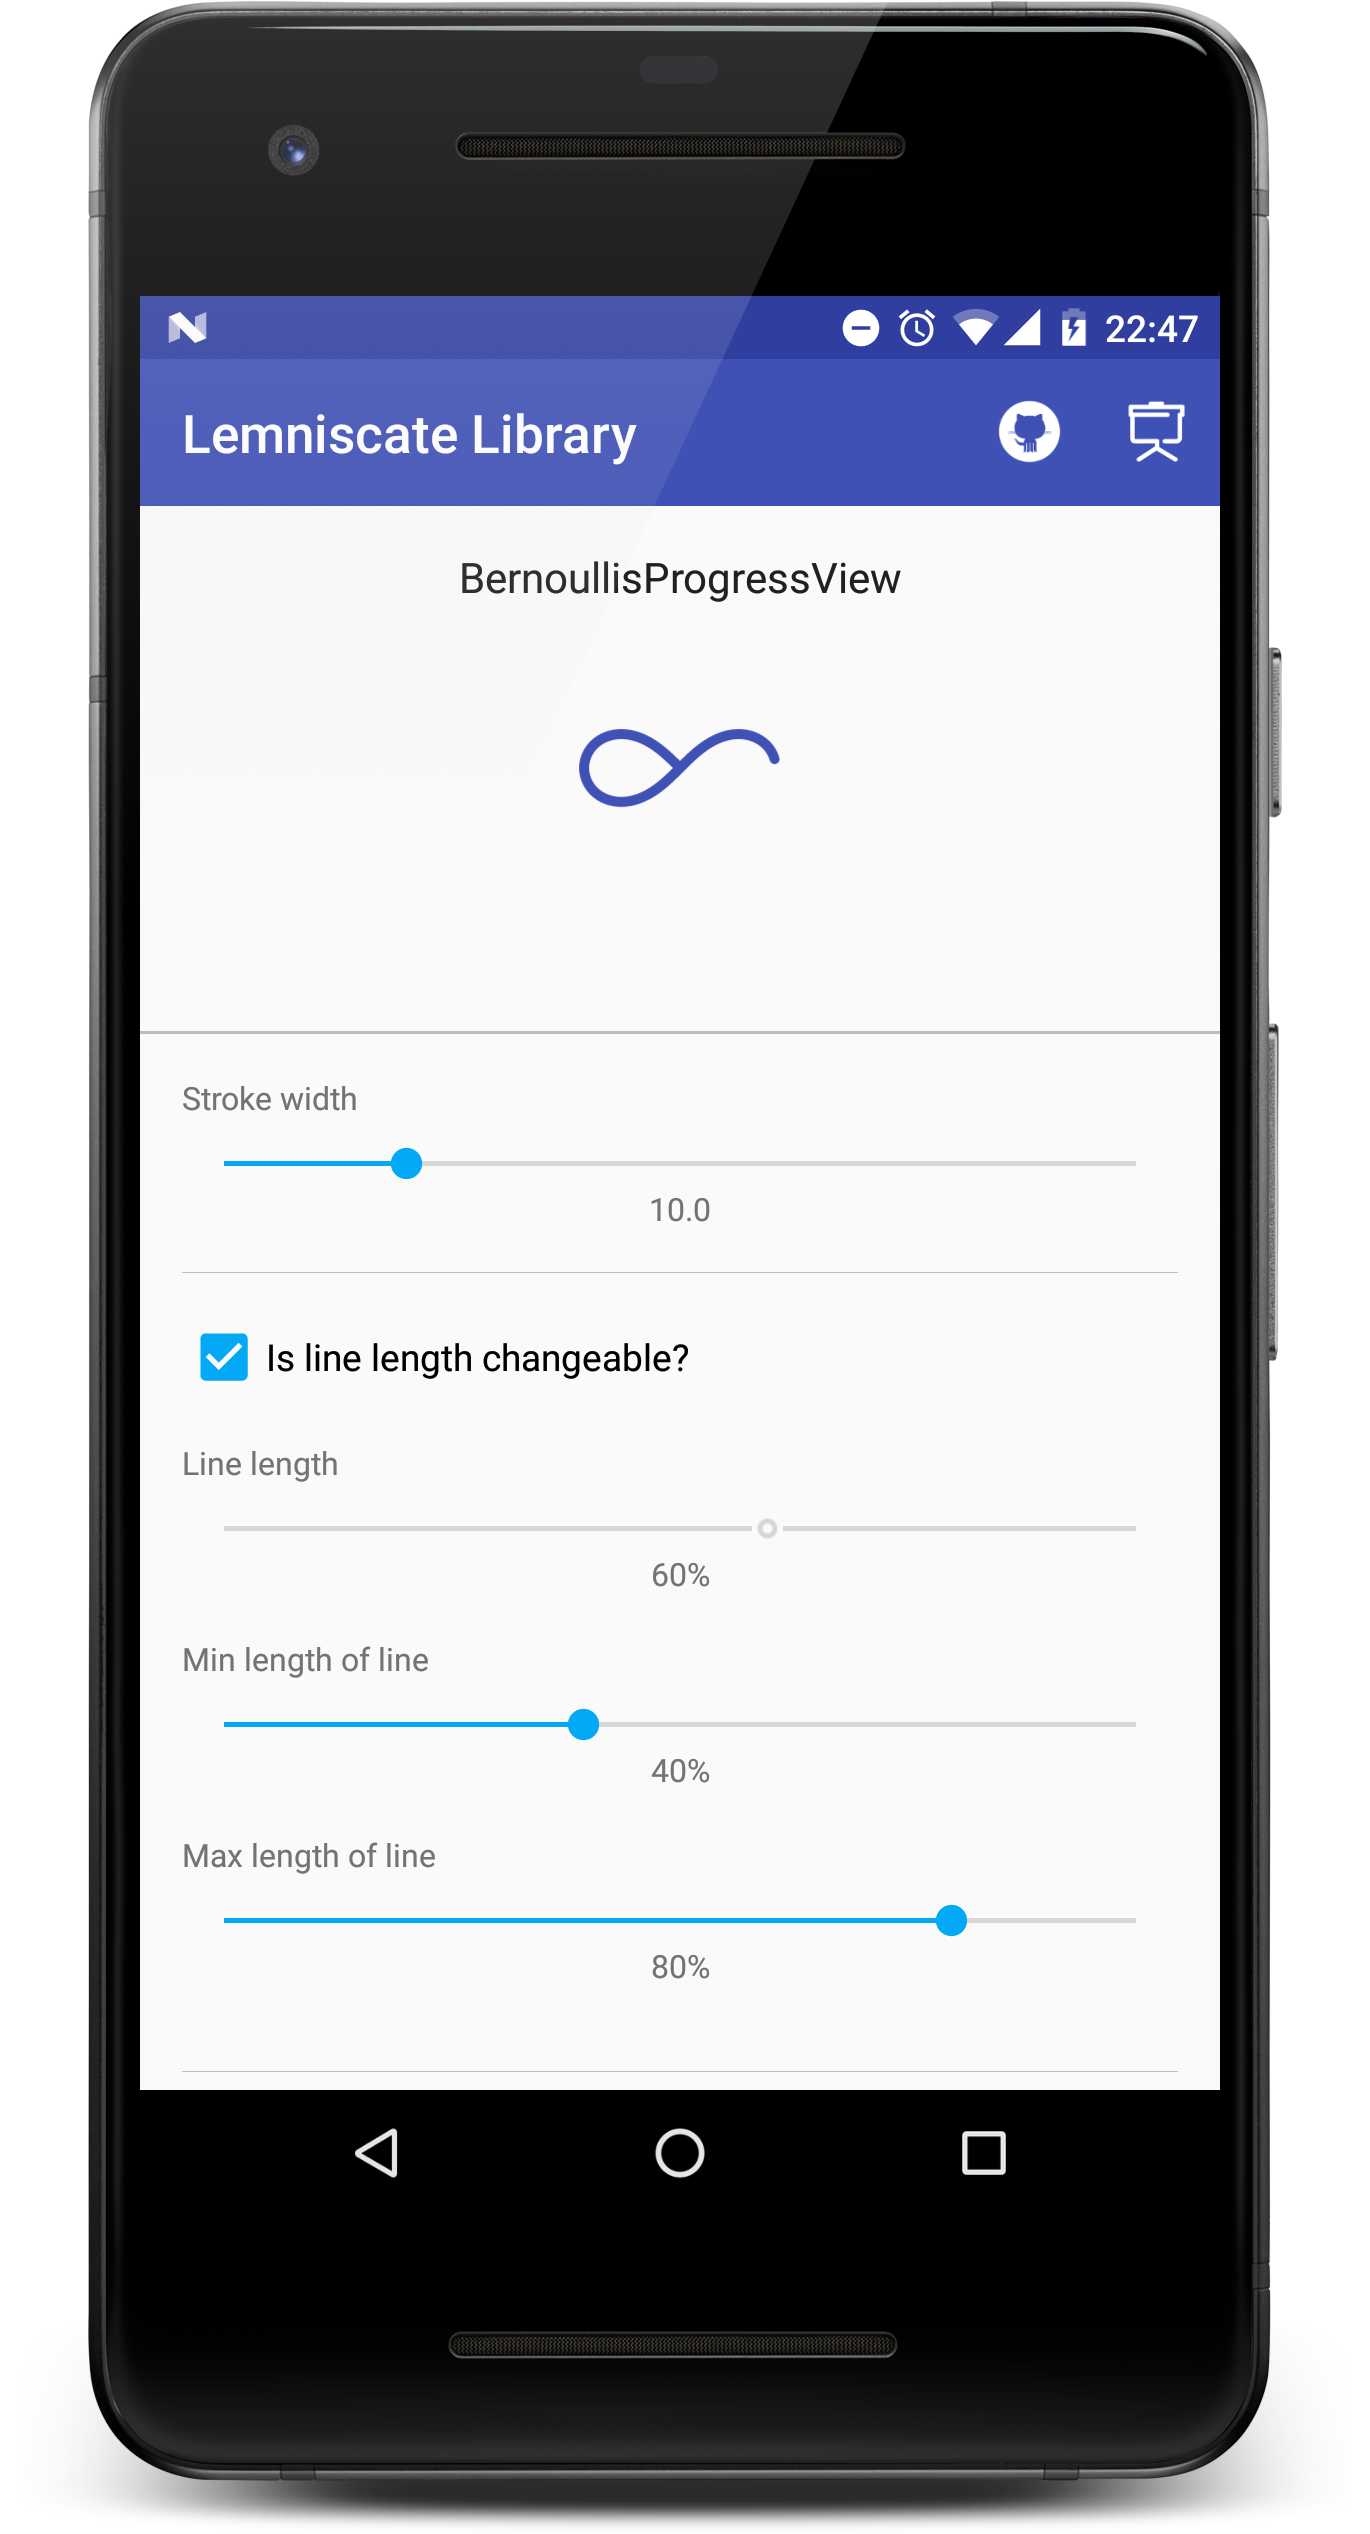 22:47
Lemniscate Library
BernoullisProgressView
Stroke width
10.0
Is line length changeable?
Line length
60%
Min length of line
40%
Max length of line
80%